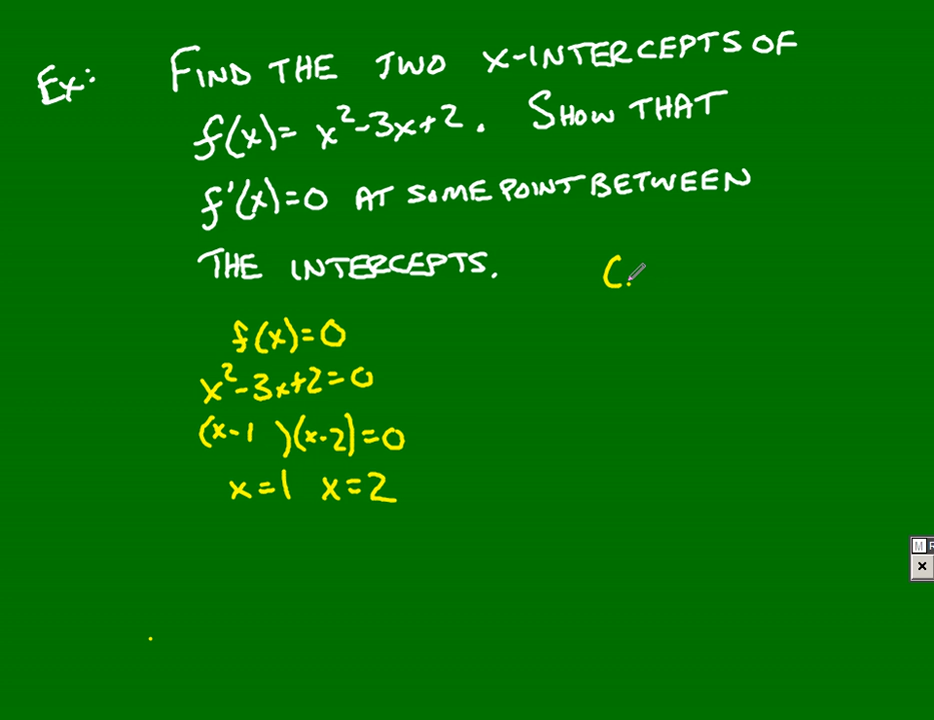 Ex: FIND THE TWO X-INTERCEPTS OF
f(x)= x²-3x+2. SHOW THAT
f'(x)=0 AT SOME POINT BETWEEN
THE INTERCEPTS.
(
f(x)=0
x²-3x+2=0
(x-1 )(x-2)=0
x=1 x=2
M R
×